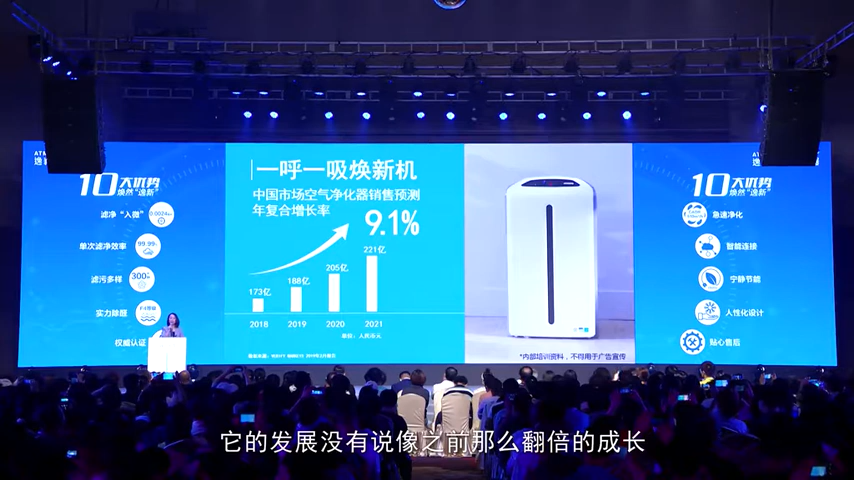 10大优势
焕然“逸新”
滤净“入微”
0.0024
单次滤净效率
99.99
滤污多样
300
实力除醛
权威认证
一呼一吸焕新机
中国市场空气净化器销售预测
年复合增长率
9.1%
173亿
188亿
205亿
221亿
2018
2019
2020
2021
单位:人民币元
*内部培训资料,不得用于广告宣传
10大优势
焕然“逸新”
急速净化
智能连接
宁静节能
人性化设计
贴心售后
它的发展没有说像之前那么翻倍的成长